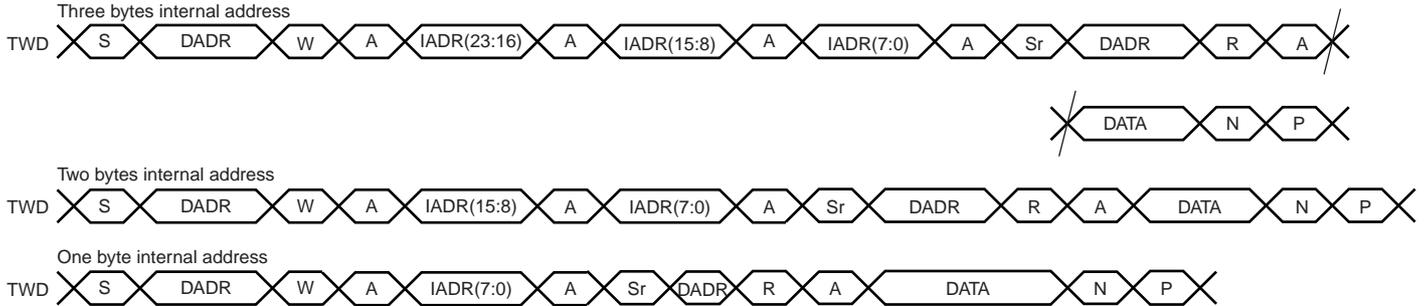 Three bytes internal address
TWD S DADR W A IADR(23:16) A IADR(15:8) A IADR(7:0) A Sr DADR R A
DATA N P
Two bytes internal address
TWD S DADR W A IADR(15:8) A IADR(7:0) A Sr DADR R A DATA N P
One byte internal address
TWD S DADR W A IADR(7:0) A Sr DADR R A DATA N P